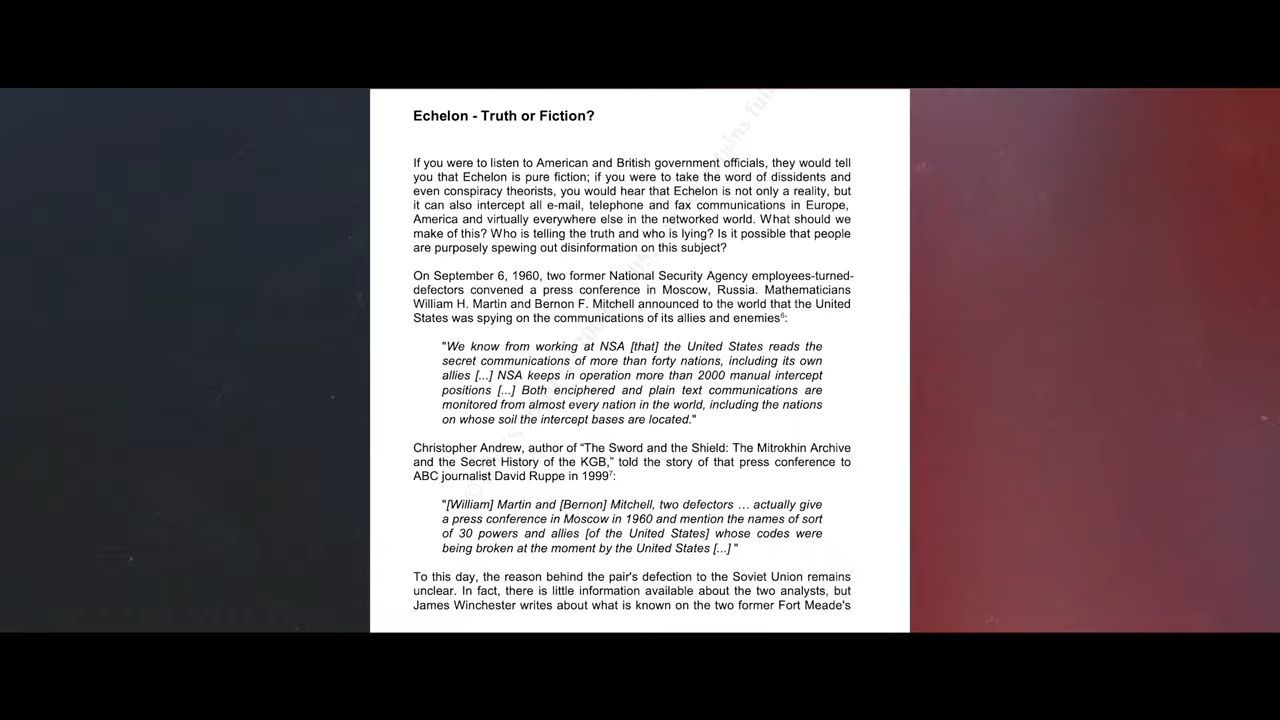 Echelon - Truth or Fiction?
If you were to listen to American and British government officials, they would tell
you that Echelon is pure fiction; if you were to take the word of dissidents and
even conspiracy theorists, you would hear that Echelon is not only a reality, but
it can also intercept all e-mail, telephone and fax communications in Europe,
America and virtually everywhere else in the networked world. What should we
make of this? Who is telling the truth and who is lying? Is it possible that people
are purposely spewing out disinformation on this subject?
On September 6, 1960, two former National Security Agency employees-turned-
defectors convened a press conference in Moscow, Russia. Mathematicians
William H. Martin and Bernon F. Mitchell announced to the world that the United
States was spying on the communications of its allies and enemies⁶:
"We know from working at NSA [that] the United States reads the
secret communications of more than forty nations, including its own
allies [...] NSA keeps in operation more than 2000 manual intercept
positions [...] Both enciphered and plain text communications are
monitored from almost every nation in the world, including the nations
on whose soil the intercept bases are located."
Christopher Andrew, author of “The Sword and the Shield: The Mitrokhin Archive
and the Secret History of the KGB,” told the story of that press conference to
ABC journalist David Ruppe in 1999⁷:
"[William] Martin and [Bernon] Mitchell, two defectors … actually give
a press conference in Moscow in 1960 and mention the names of sort
of 30 powers and allies [of the United States] whose codes were
being broken at the moment by the United States [...] "
To this day, the reason behind the pair's defection to the Soviet Union remains
unclear. In fact, there is little information available about the two analysts, but
James Winchester writes about what is known on the two former Fort Meade's